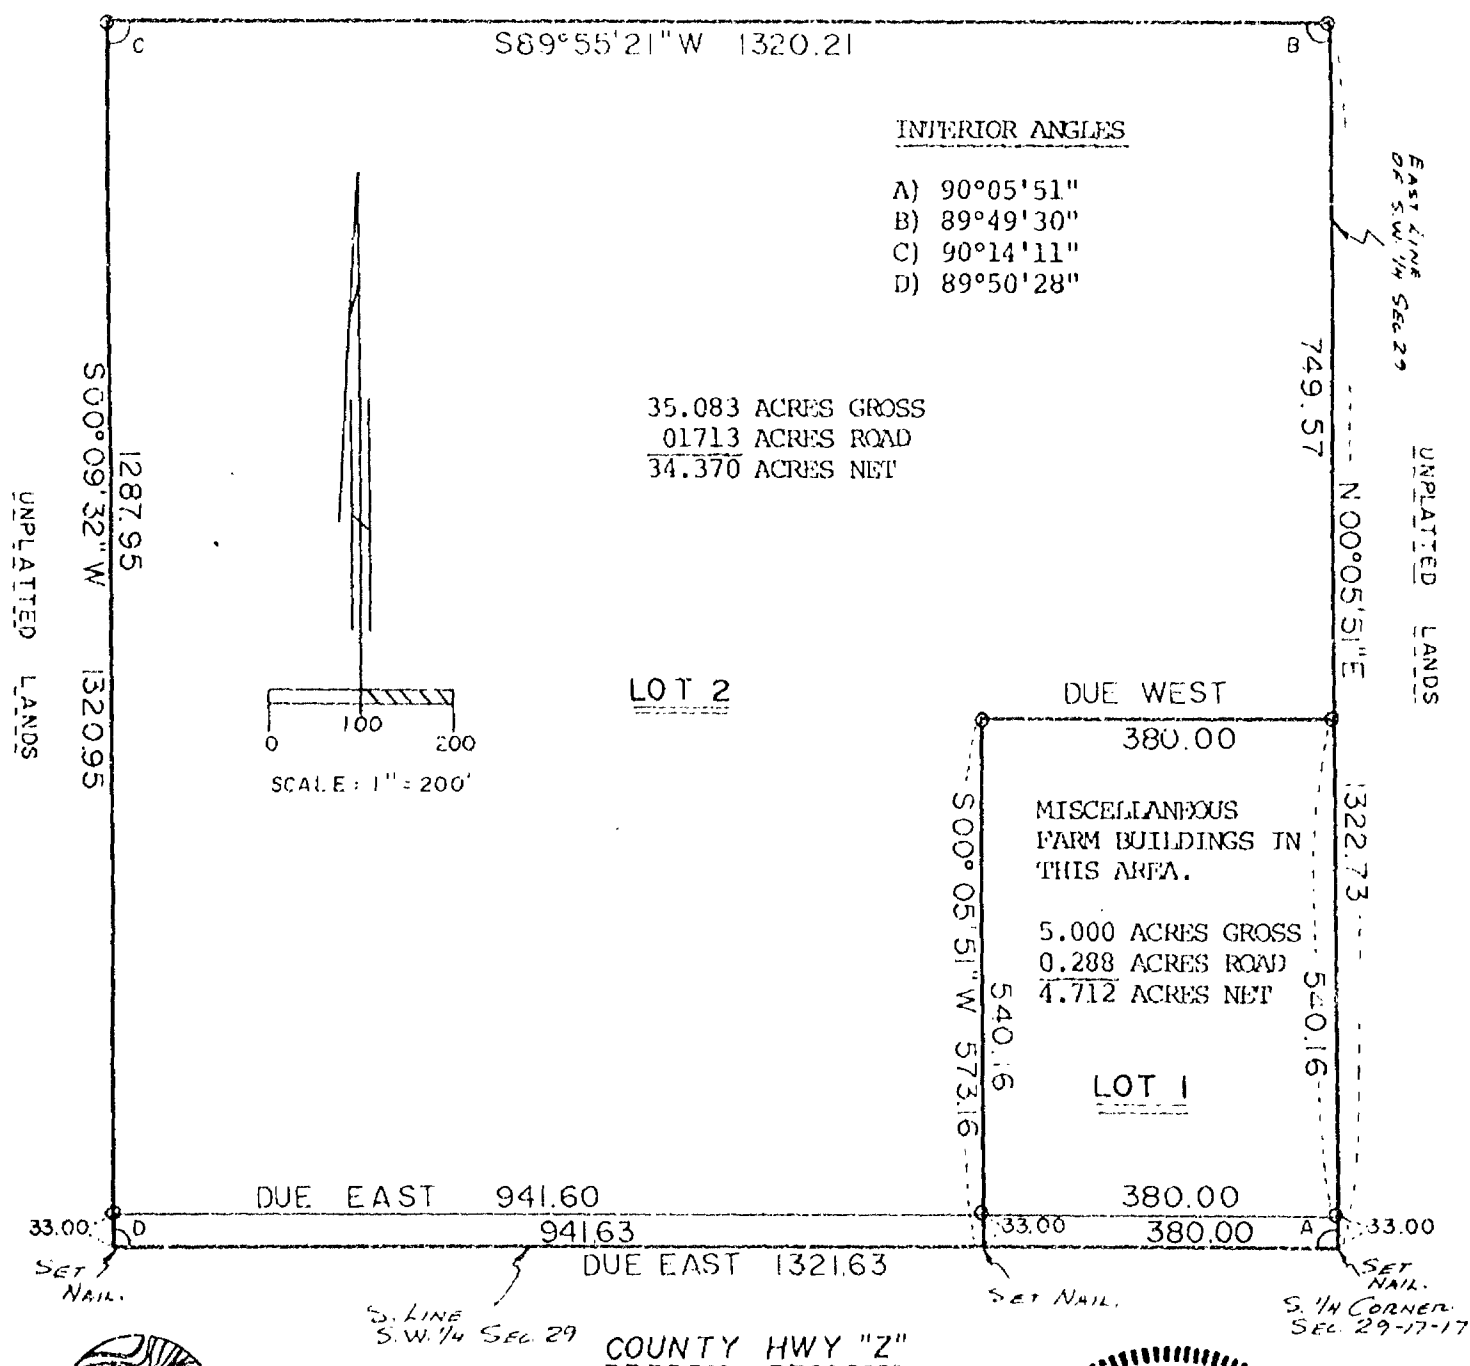 C
S89°55'21"W 1320.21
B
INTERIOR ANGLES
A) 90°05'51"
B) 89°49'30"
C) 90°14'11"
D) 89°50'28"
EAST LINE
OF S.W. 1/4 SEC 29
749.57
N 00°05'51"E
1322.73
UNPLATTED LANDS
35.083 ACRES GROSS
01713 ACRES ROAD
34.370 ACRES NET
S 00°09'32"W 1320.95
1287.95
UNPLATTED LANDS
LOT 2
0 100 200
SCALE: 1" = 200'
DUE WEST
380.00
MISCELLANEOUS
FARM BUILDINGS IN
THIS AREA.
5.000 ACRES GROSS
0.288 ACRES ROAD
4.712 ACRES NET
S00°05'51"W 573.16
540.16
540.16
LOT 1
DUE EAST 941.60
380.00
33.00
D
941.63
33.00
380.00
A
33.00
DUE EAST 1321.63
SET
NAIL.
S. LINE
S.W. 1/4 SEC. 29
SET NAIL.
SET
NAIL.
S. 1/4 CORNER
SEC. 29-17-17
COUNTY HWY "Z"